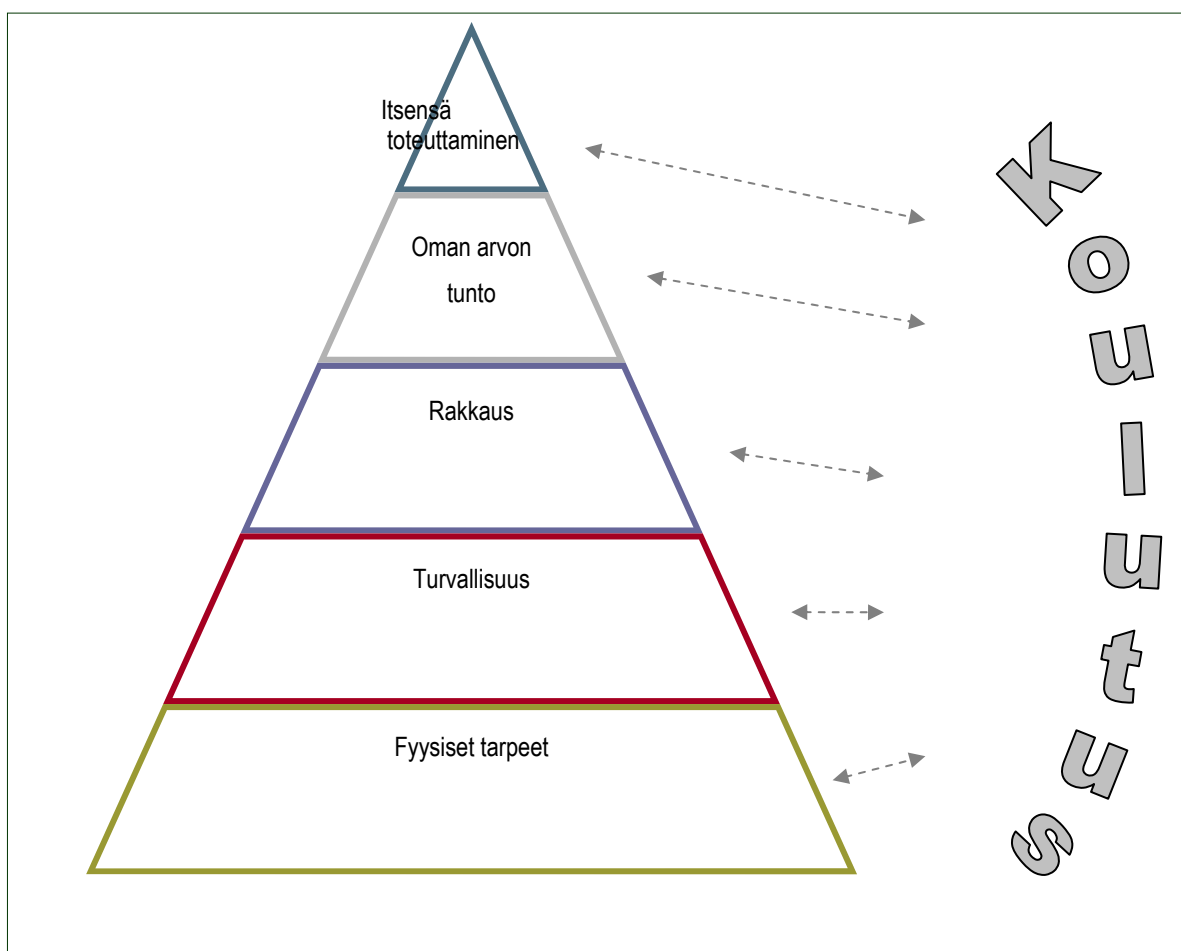 Itsensä
toteuttaminen
Oman arvon
tunto
Rakkaus
Turvallisuus
Fyysiset tarpeet
Koulutus